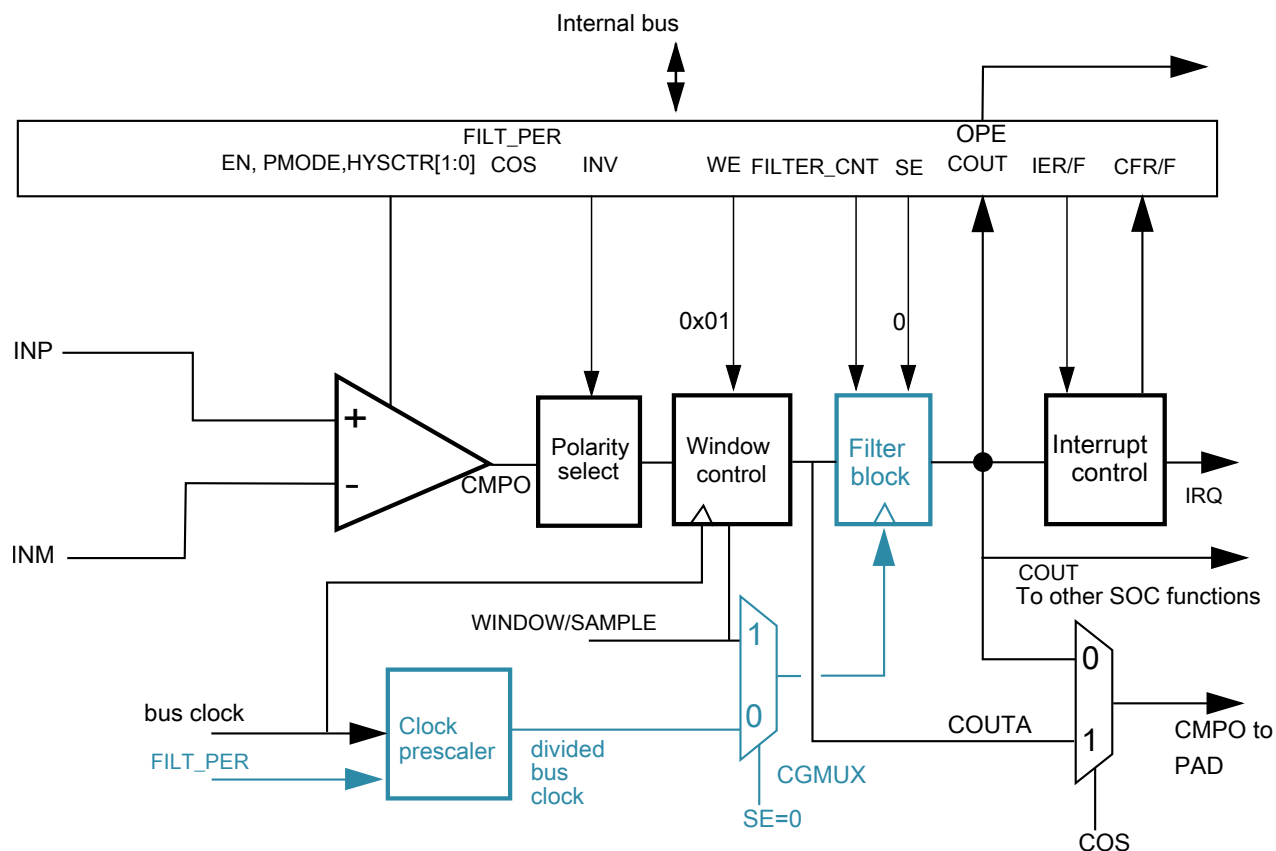 Internal bus
FILT_PER
OPE
EN, PMODE,HYSCTR[1:0]
COS
INV
WE
FILTER_CNT
SE
COUT
IER/F
CFR/F
0x01
0
INP
+
-
INM
CMPO
Polarity
select
Window
control
Filter
block
Interrupt
control
IRQ
COUT
To other SOC functions
WINDOW/SAMPLE
1
0
0
1
bus clock
FILT_PER
Clock
prescaler
divided
bus
clock
CGMUX
SE=0
COUTA
CMPO to
PAD
COS